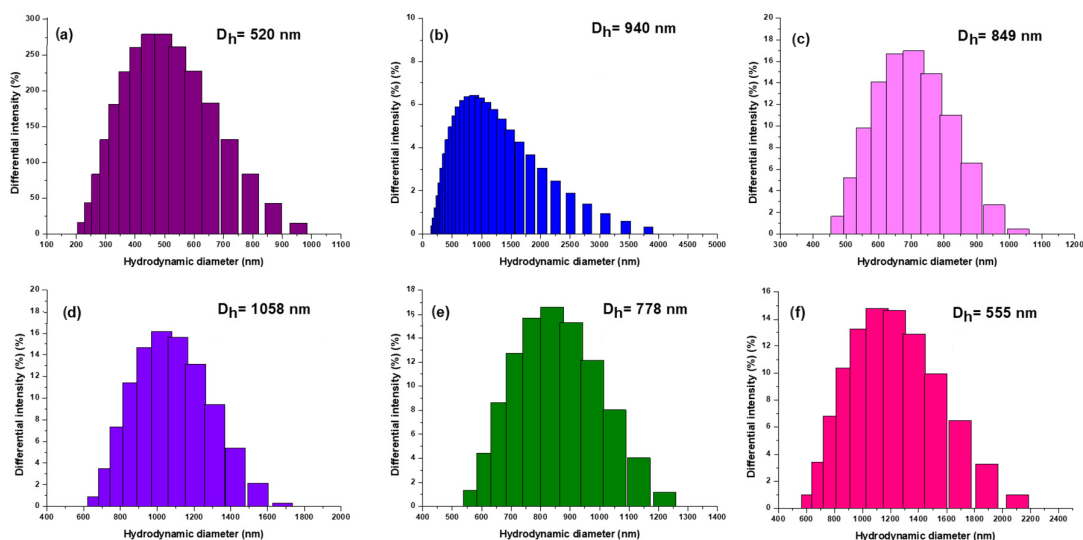 (a)
D_h= 520 nm
Differential intensity (%)
300
250
200
150
100
50
0
100 200 300 400 500 600 700 800 900 1000 1100
Hydrodynamic diameter (nm)
(b)
D_h= 940 nm
Differential intensity (%)
8
6
4
2
0
0 500 1000 1500 2000 2500 3000 3500 4000 4500 5000
Hydrodynamic diameter (nm)
(c)
D_h= 849 nm
Differential intensity (%)
18
16
14
12
10
8
6
4
2
0
300 400 500 600 700 800 900 1000 1100 1200
Hydrodynamic diameter (nm)
(d)
D_h= 1058 nm
Differential intensity (%) (%)
20
18
16
14
12
10
8
6
4
2
0
400 600 800 1000 1200 1400 1600 1800 2000
Hydrodynamic diameter (nm)
(e)
D_h= 778 nm
Differential intensity (%) (%)
18
16
14
12
10
8
6
4
2
0
400 500 600 700 800 900 1000 1100 1200 1300 1400
Hydrodynamic diameter (nm)
(f)
D_h= 555 nm
Differential intensity (%) (%)
16
14
12
10
8
6
4
2
0
400 600 800 1000 1200 1400 1600 1800 2000 2200 2400
Hydrodynamic diameter (nm)